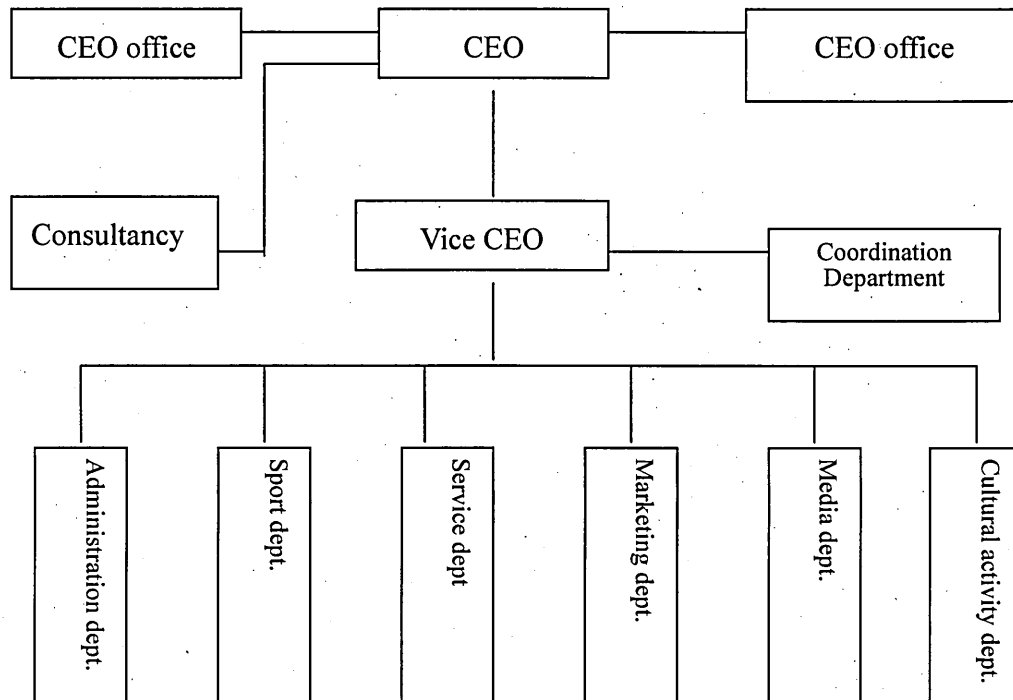 CEO office
CEO
CEO office
Consultancy
Vice CEO
Coordination
Department
Administration dept.
Sport dept.
Service dept
Marketing dept.
Media dept.
Cultural activity dept.